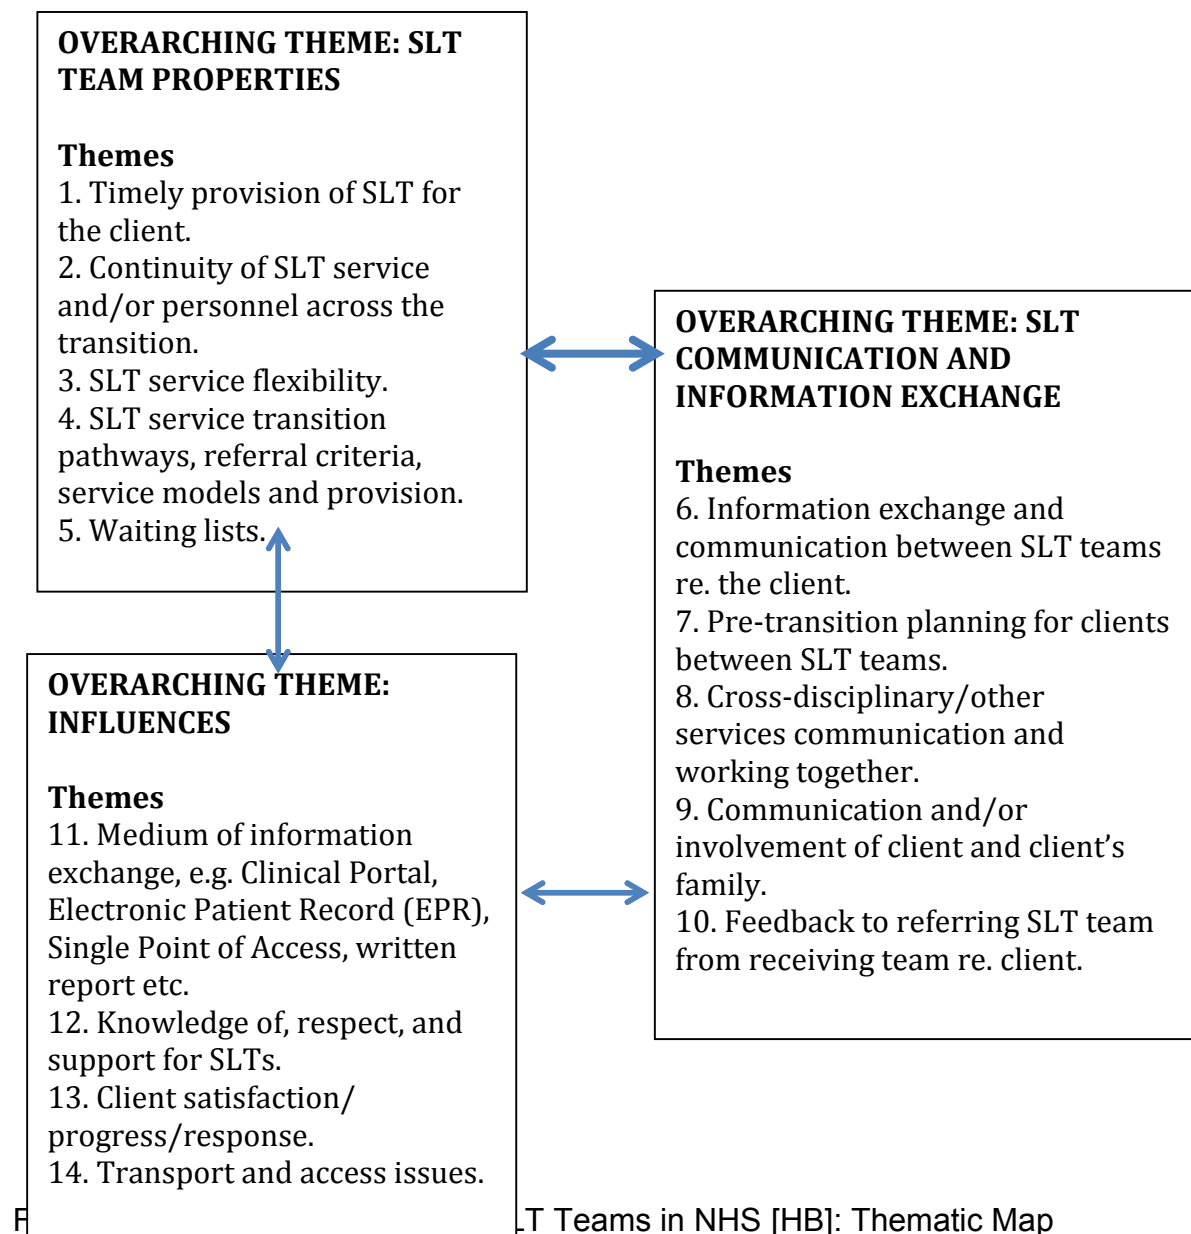 OVERARCHING THEME: SLT
TEAM PROPERTIES
Themes
1. Timely provision of SLT for
the client.
2. Continuity of SLT service
and/or personnel across the
transition.
3. SLT service flexibility.
4. SLT service transition
pathways, referral criteria,
service models and provision.
5. Waiting lists.
OVERARCHING THEME: SLT
COMMUNICATION AND
INFORMATION EXCHANGE
Themes
6. Information exchange and
communication between SLT teams
re. the client.
7. Pre-transition planning for clients
between SLT teams.
8. Cross-disciplinary/other
services communication and
working together.
9. Communication and/or
involvement of client and client’s
family.
10. Feedback to referring SLT team
from receiving team re. client.
OVERARCHING THEME:
INFLUENCES
Themes
11. Medium of information
exchange, e.g. Clinical Portal,
Electronic Patient Record (EPR),
Single Point of Access, written
report etc.
12. Knowledge of, respect, and
support for SLTs.
13. Client satisfaction/
progress/response.
14. Transport and access issues.
Teams in NHS [HB]: Thematic Map